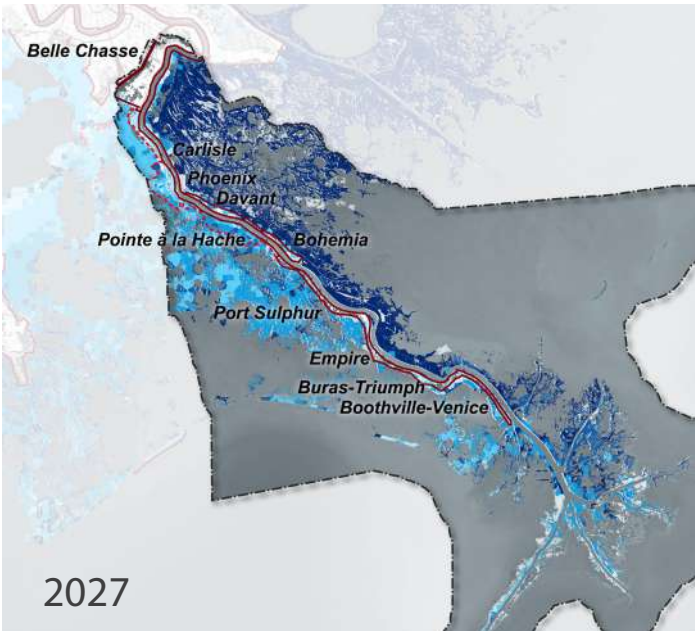 Belle Chasse
Carlisle
Phoenix
Davant
Pointe à la Hache
Bohemia
Port Sulphur
Empire
Buras-Triumph
Boothville-Venice
2027